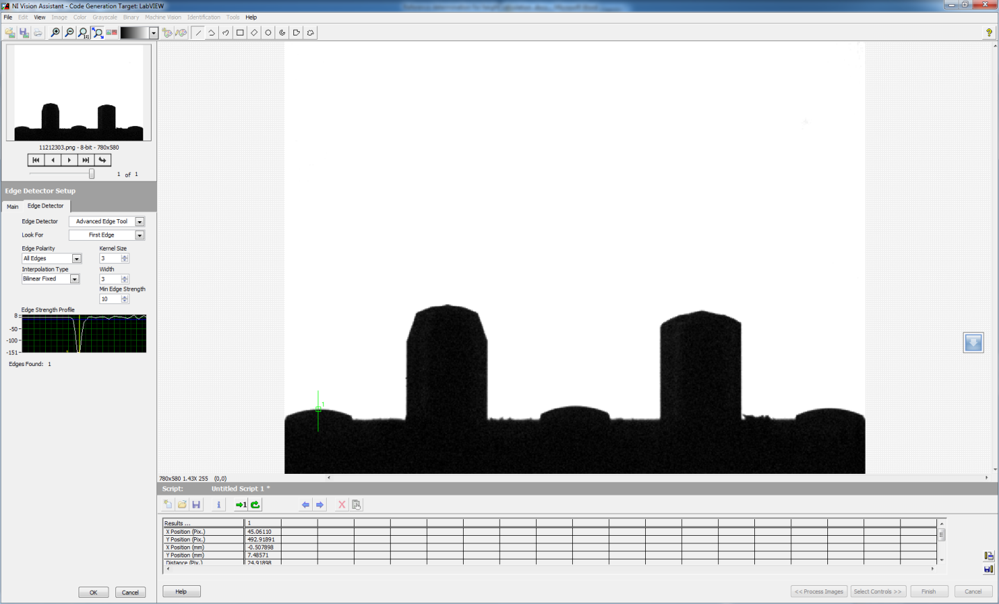 NI Vision Assistant - Code Generation Target: LabVIEW
File Edit View Image Color Grayscale Binary Machine Vision Identification Tools Help
1:1
?
11212303.png - 8-bit - 780x580
1 of 1
Edge Detector Setup
Main Edge Detector
Edge Detector Advanced Edge Tool
Look For First Edge
Edge Polarity Kernel Size
All Edges 3
Interpolation Type Width
Bilinear Fixed 3
Min Edge Strength
10
Edge Strength Profile
8
-50
-100
-151
1
Edges Found: 1
1
780x580 1.43X 255 (0,0)
Script: Untitled Script 1 *
1
Results ... 1
X Position (Pix.) 45.06110
Y Position (Pix.) 492.91891
X Position (mm) -0.507898
Y Position (mm) 7.48571
Distance (Pix.) 24.91898
OK Cancel Help << Process Images Select Controls >> Finish Cancel